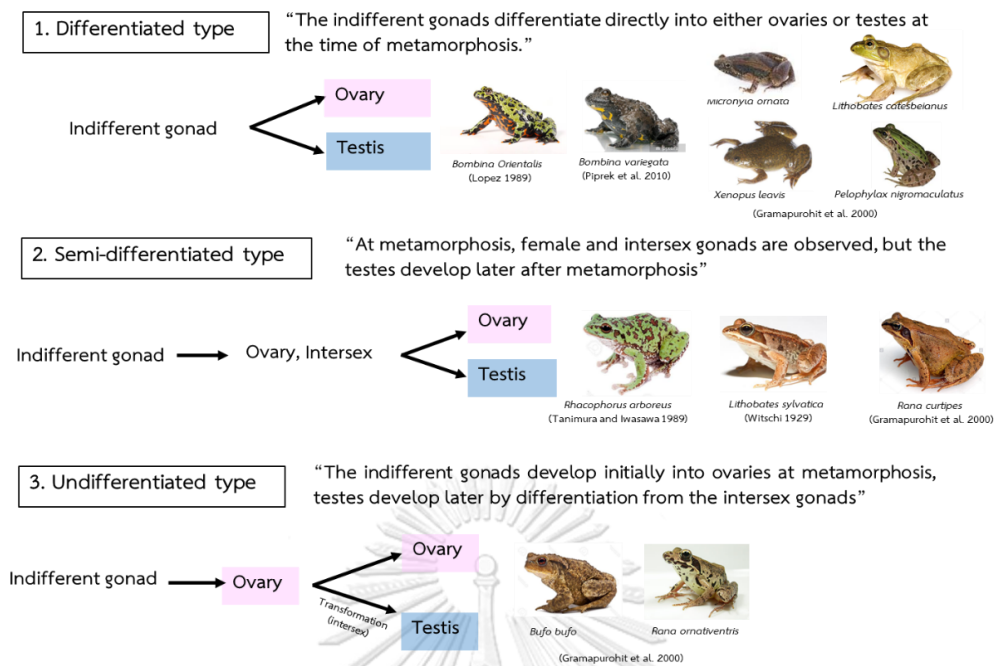 1. Differentiated type
“The indifferent gonads differentiate directly into either ovaries or testes at
the time of metamorphosis.”
Indifferent gonad
Ovary
Testis
Bombina Orientalis
(Lopez 1989)
Bombina variegata
(Piprek et al. 2010)
Micryla ornata
Lithobates catesbeianus
Xenopus leavis
Pelophylax nigromaculatus
(Gramapurohit et al. 2000)
2. Semi-differentiated type
“At metamorphosis, female and intersex gonads are observed, but the
testes develop later after metamorphosis”
Indifferent gonad
Ovary, Intersex
Ovary
Testis
Rhacophorus arboreus
(Tanimura and Iwasawa 1989)
Lithobates sylvatica
(Witschi 1929)
Rana curtipes
(Gramapurohit et al. 2000)
3. Undifferentiated type
“The indifferent gonads develop initially into ovaries at metamorphosis,
testes develop later by differentiation from the intersex gonads”
Indifferent gonad
Ovary
Transformation
(intersex)
Ovary
Testis
Bufo bufo
Rana ornativentris
(Gramapurohit et al. 2000)